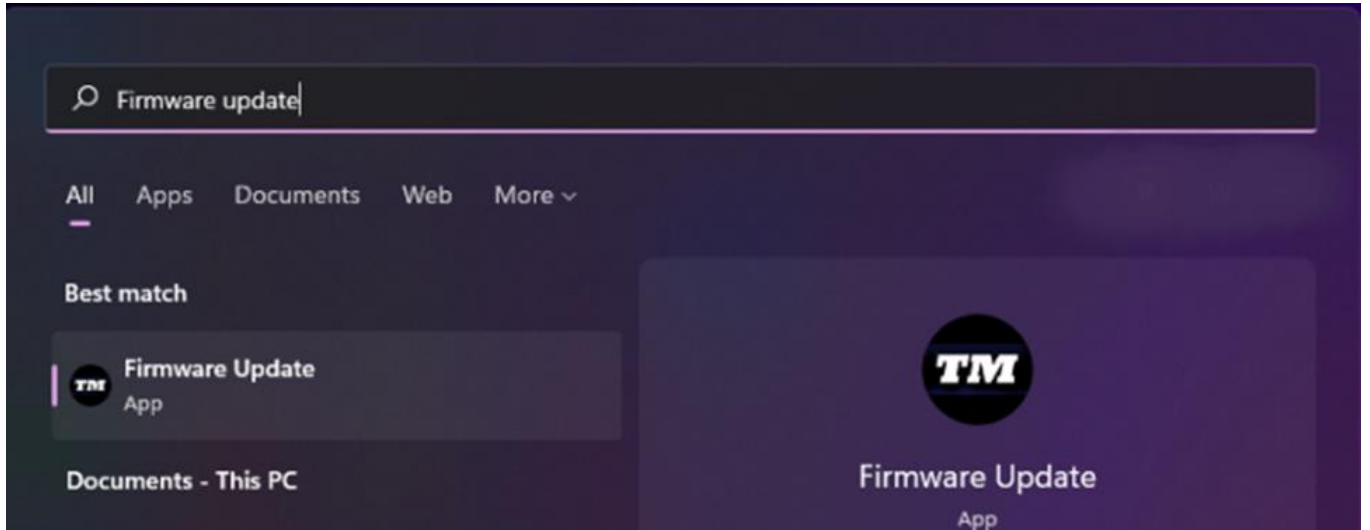 Firmware update
All Apps Documents Web More
Best match
TM Firmware Update
App
Documents - This PC
TM
Firmware Update
App